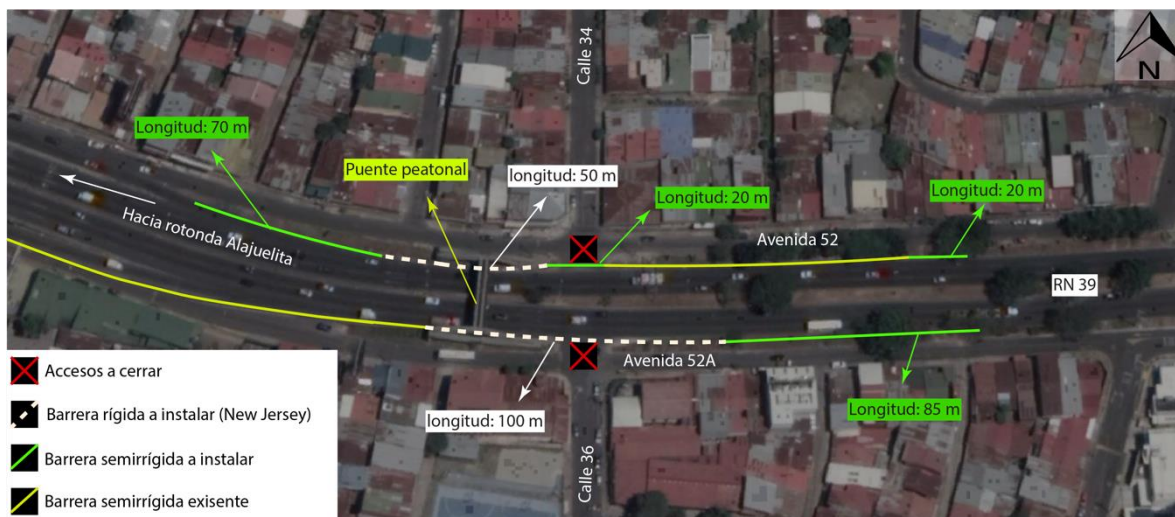 Calle 34
N
Longitud: 70 m
Puente peatonal
longitud: 50 m
Longitud: 20 m
Longitud: 20 m
Hacia rotonda Alajuelita
Avenida 52
RN 39
Avenida 52A
longitud: 100 m
Longitud: 85 m
Calle 36
Accesos a cerrar
Barrera rígida a instalar (New Jersey)
Barrera semirrígida a instalar
Barrera semirrígida exisente